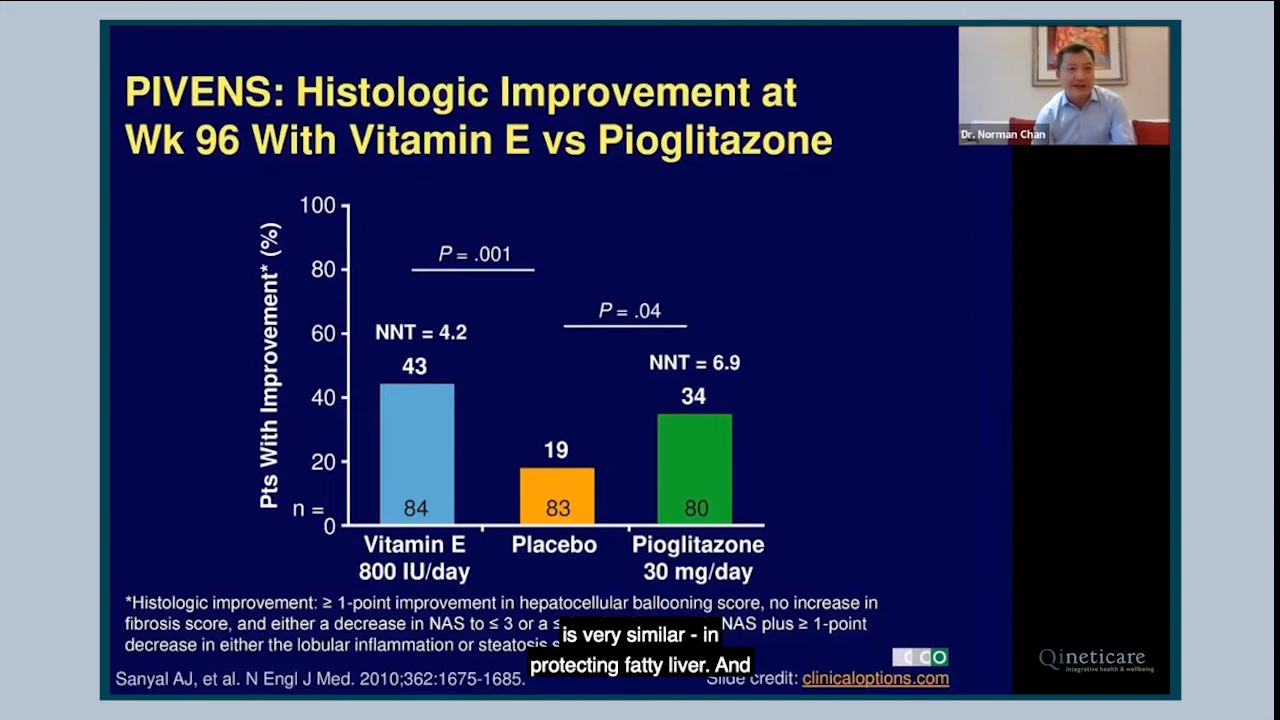 PIVENS: Histologic Improvement at
Wk 96 With Vitamin E vs Pioglitazone
Dr. Norman Chan
Pts With Improvement* (%)
100
80
60
40
20
0
n =
P = .001
P = .04
NNT = 4.2
43
84
19
83
NNT = 6.9
34
80
Vitamin E
800 IU/day
Placebo
Pioglitazone
30 mg/day
*Histologic improvement: ≥ 1-point improvement in hepatocellular ballooning score, no increase in
fibrosis score, and either a decrease in NAS to ≤ 3 or a NAS plus ≥ 1-point
decrease in either the lobular inflammation or steatosis
is very similar - in
protecting fatty liver. And
Sanyal AJ, et al. N Engl J Med. 2010;362:1675-1685.
Slide credit: clinicaloptions.com
CCO
Qineticare
integrative health & wellbeing